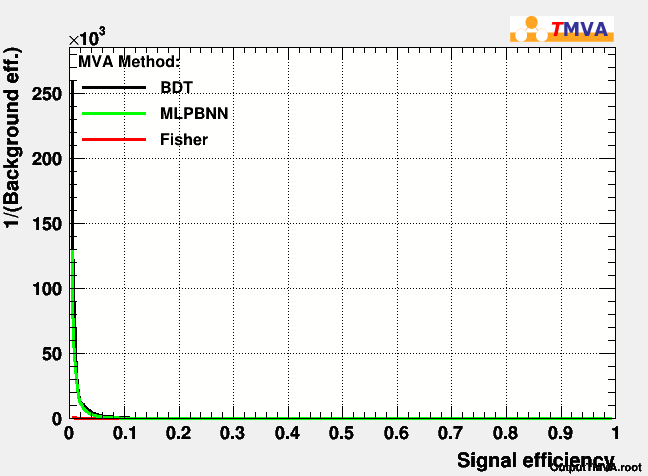 TMVA
×10³
MVA Method:
BDT
MLPBNN
Fisher
1/(Background eff.)
250
200
150
100
50
0
0 0.1 0.2 0.3 0.4 0.5 0.6 0.7 0.8 0.9 1
Signal efficiency
OutputTMVA.root